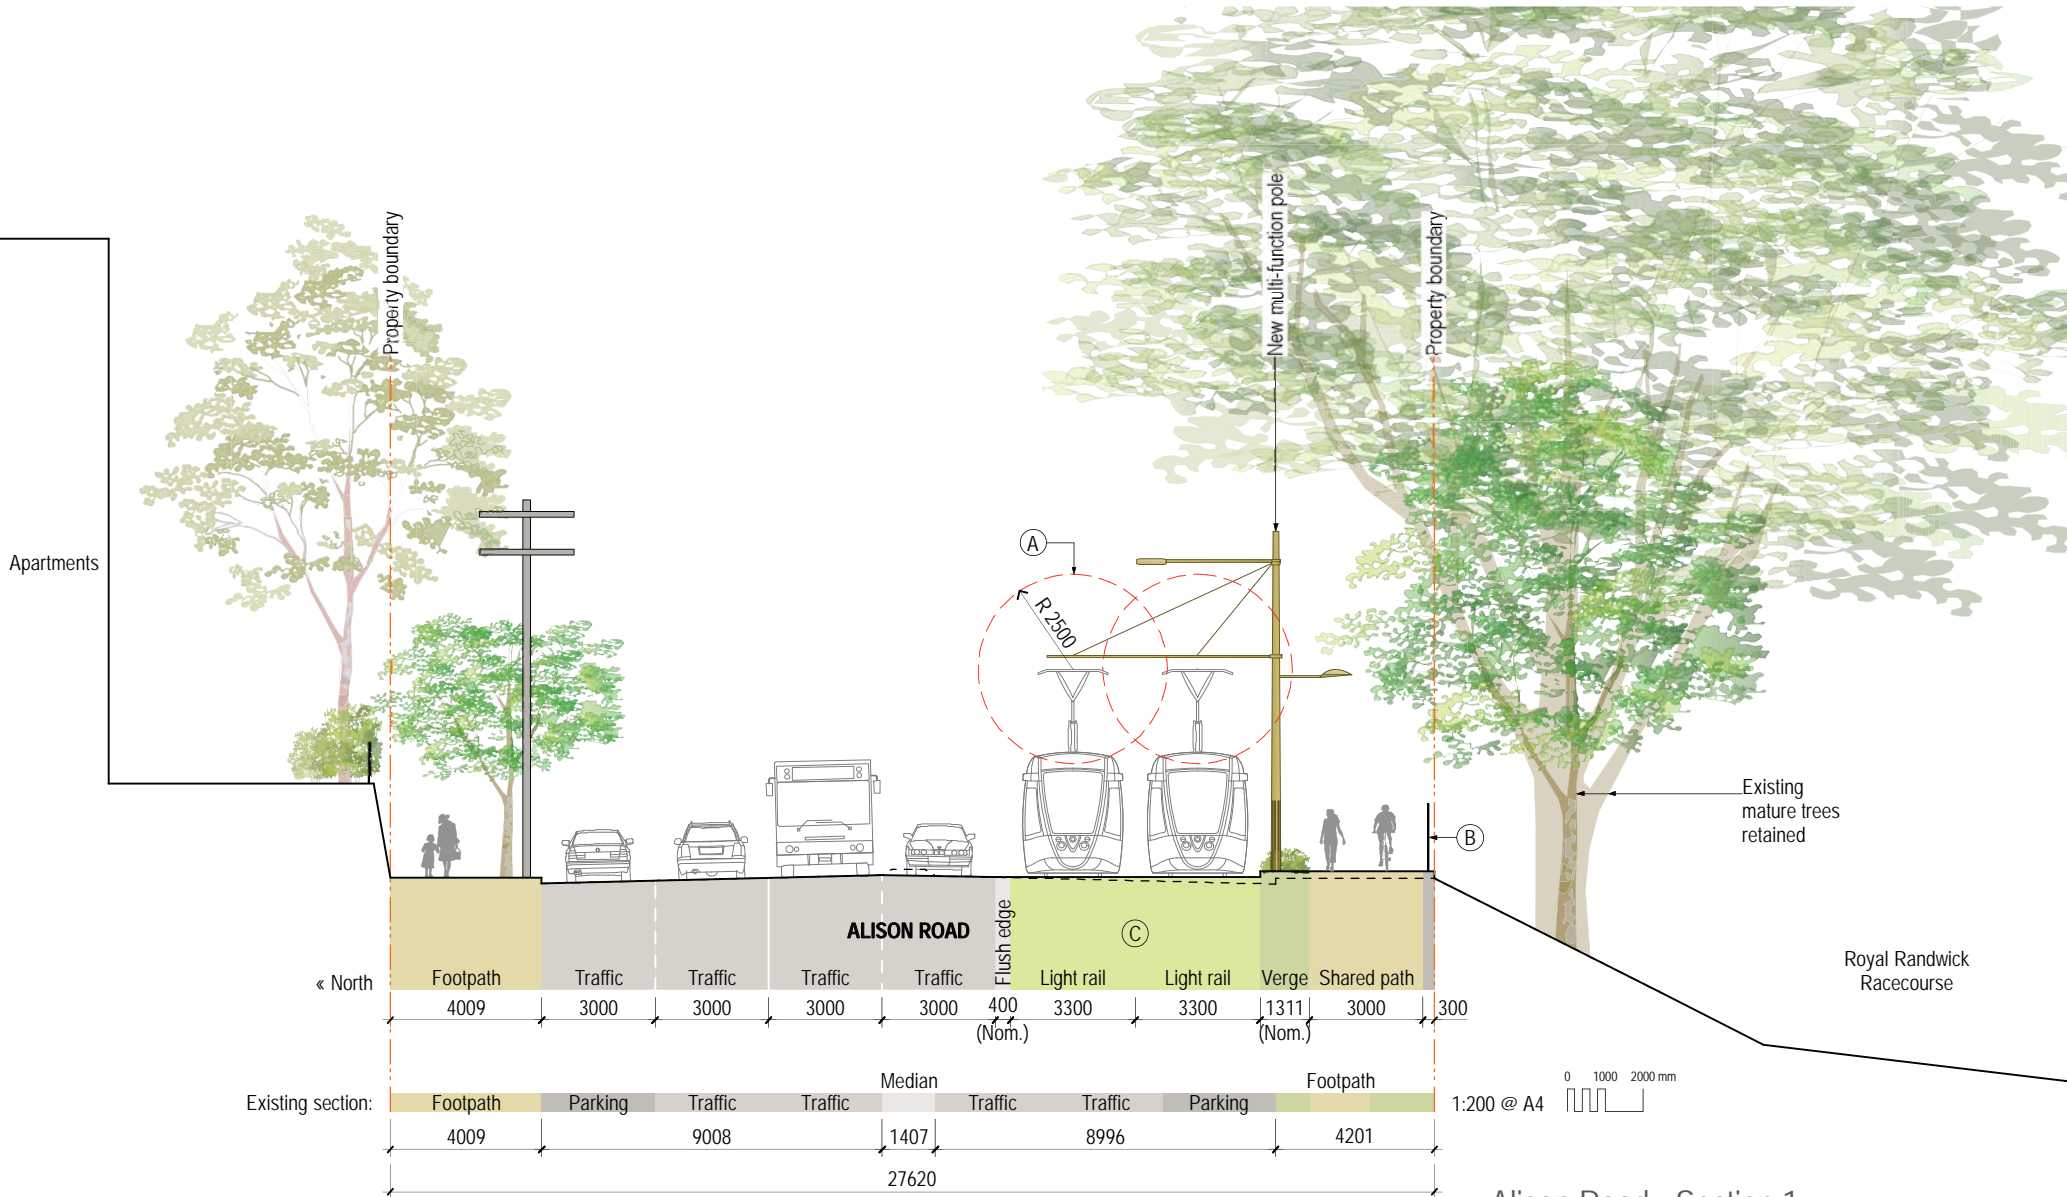 Property boundary
New multi-function pole
Property boundary
A
R 2500
Apartments
Existing
mature trees
retained
B
ALISON ROAD
Flush edge
C
« North
Footpath
Traffic
Traffic
Traffic
Traffic
Light rail
Light rail
Verge
Shared path
Royal Randwick
Racecourse
4009
3000
3000
3000
3000
400
(Nom.)
3300
3300
1311
(Nom.)
3000
300
Median
Footpath
0 1000 2000 mm
Existing section:
Footpath
Parking
Traffic
Traffic
Traffic
Traffic
Parking
1:200 @ A4
4009
9008
1407
8996
4201
27620